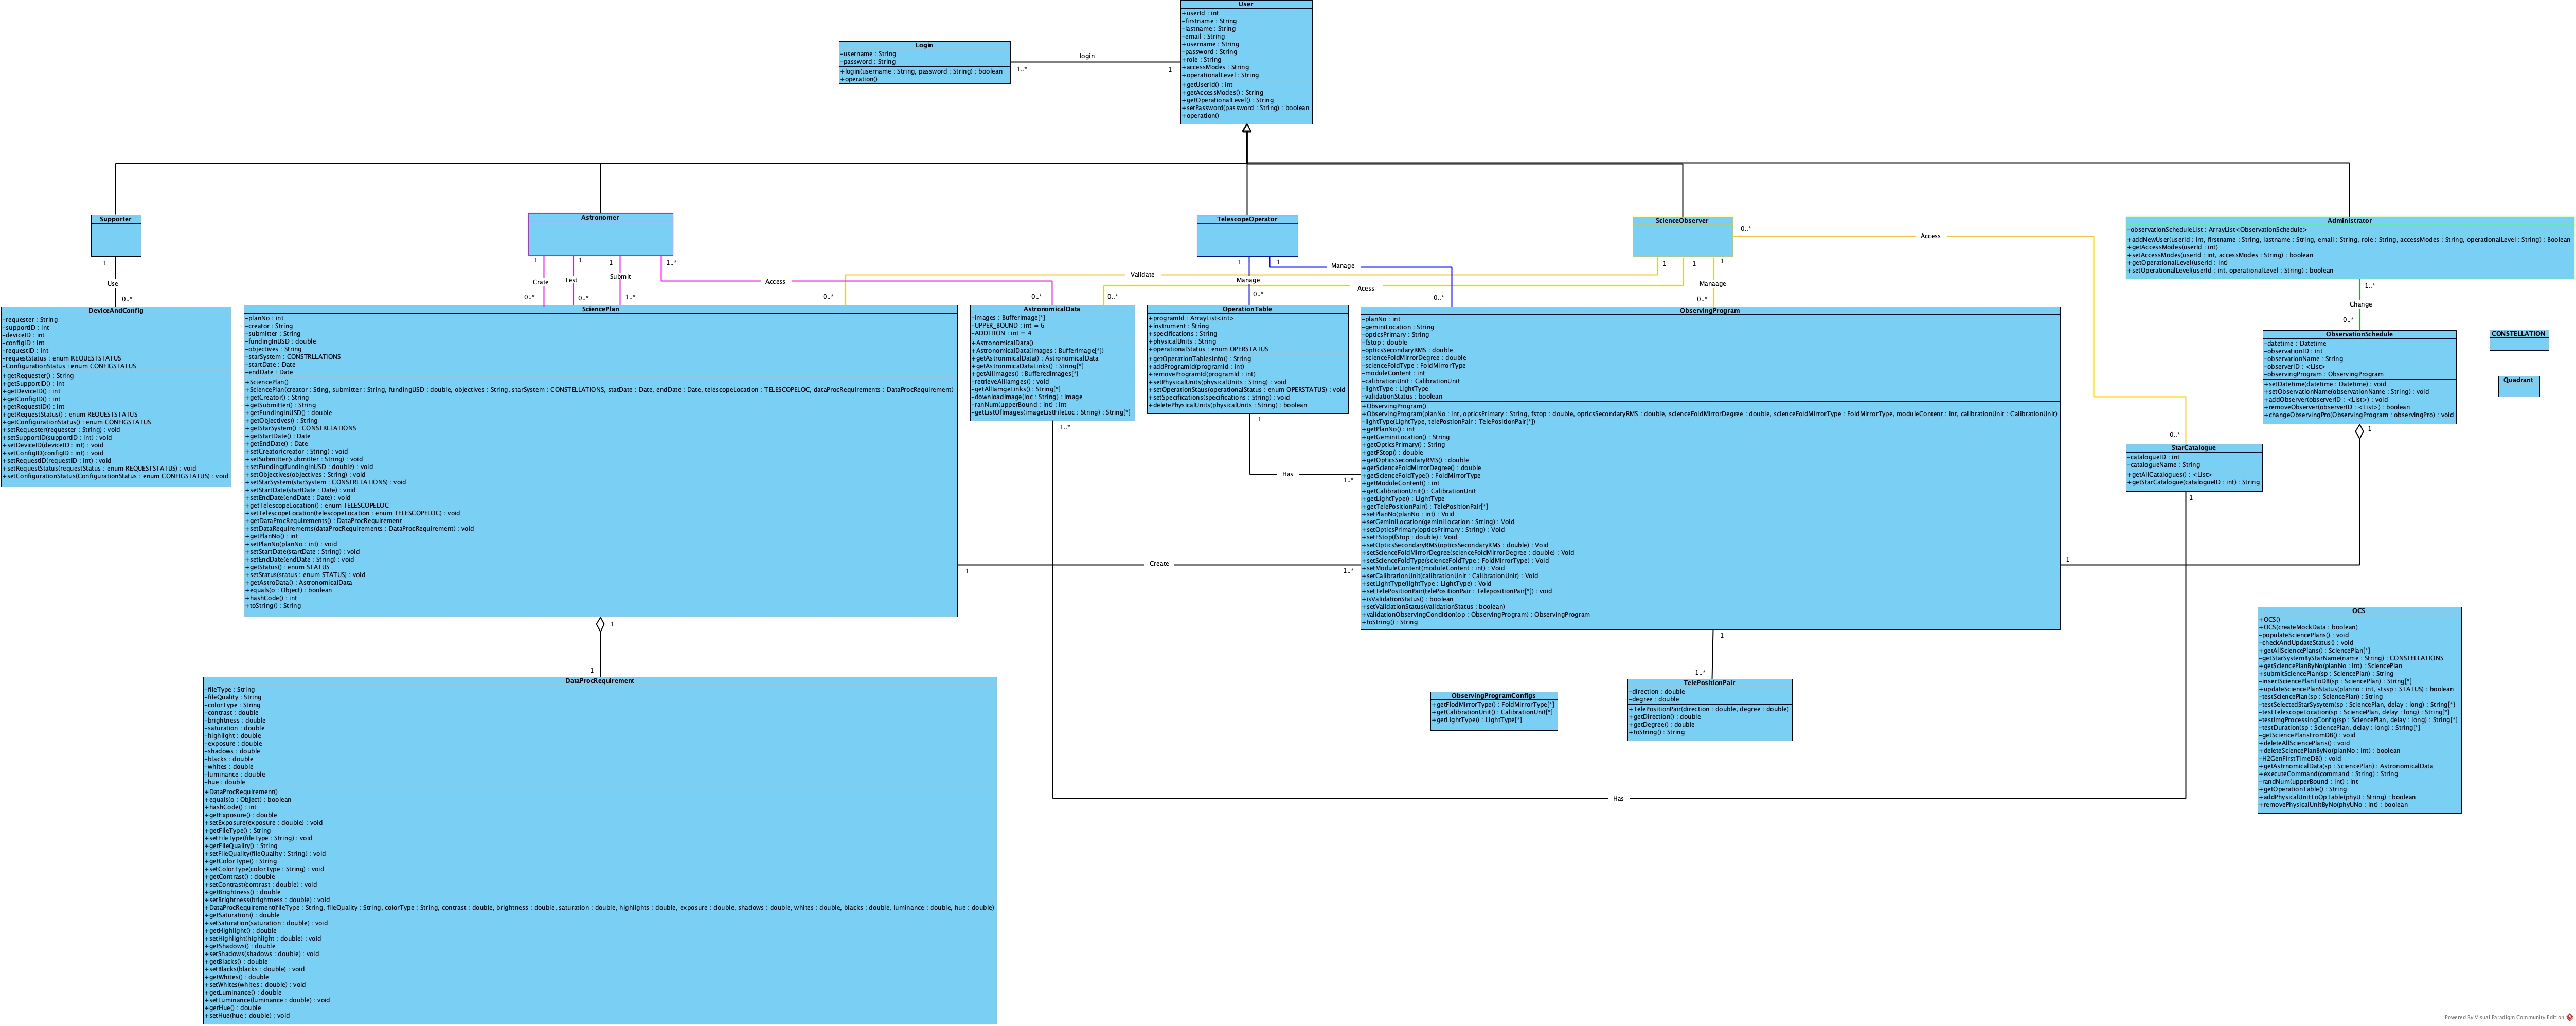 User
+userId : int
-firstname : String
-lastname : String
-email : String
+username : String
-password : String
+role : String
+accessModes : String
+operationalLevel : String
+getUserId() : int
+getAccessModes() : String
+getOperationalLevel() : String
+setPassword(password : String) : boolean
+operation()
Login
-username : String
-password : String
+login(username : String, password : String) : boolean
+operation()
login
1..*
1
Supporter
Astronomer
TelescopeOperator
ScienceObserver
Administrator
-observationScheduleList : ArrayList<ObservationSchedule>
+addNewUser(userId : int, firstname : String, lastname : String, email : String, role : String, accessModes : String, operationalLevel : String) : Boolean
+getAccessModes(userId : int)
+setAccessModes(userId : int, accessModes : String) : boolean
+getOperationalLevel(userId : int)
+setOperationalLevel(userId : int, operationalLevel : String) : boolean
1
Use
0..*
1
Crate
0..*
1
Test
0..*
1
Submit
1..*
1..*
Access
0..*
1
Manage
0..*
1
Manage
0..*
1
Validate
0..*
1
Acess
0..*
1
Manaage
0..*
0..*
Access
0..*
1..*
Change
0..*
DeviceAndConfig
-requester : String
-supportID : int
-deviceID : int
-configID : int
-requestID : int
-requestStatus : enum REQUESTSTATUS
-ConfigurationStatus : enum CONFIGSTATUS
+getRequester() : String
+getSupportID() : int
+getDeviceID() : int
+getConfigID() : int
+getRequestID() : int
+getRequestStatus() : enum REQUESTSTATUS
+getConfigurationStatus() : enum CONFIGSTATUS
+setRequester(requester : String) : void
+setSupportID(supportID : int) : void
+setDeviceID(deviceID : int) : void
+setConfigID(configID : int) : void
+setRequestID(requestID : int) : void
+setRequestStatus(requestStatus : enum REQUESTSTATUS) : void
+setConfigurationStatus(ConfigurationStatus : enum CONFIGSTATUS) : void
SciencePlan
-planNo : int
-creator : String
-submitter : String
-fundingInUSD : double
-objectives : String
-starSystem : CONSTRLLATIONS
-startDate : Date
-endDate : Date
+SciencePlan()
+SciencePlan(creator : Sting, submitter : String, fundingUSD : double, objectives : String, starSystem : CONSTELLATIONS, statDate : Date, endDate : Date, telescopeLocation : TELESCOPELOC, dataProcRequirements : DataProcRequirement)
+getCreator() : String
+getSubmitter() : String
+getFundingInUSD() : double
+getObjectives() : String
+getStarSystem() : CONSTRLLATIONS
+getStartDate() : Date
+getEndDate() : Date
+setCreator(creator : String) : void
+setSubmitter(submitter : String) : void
+setFunding(fundingInUSD : double) : void
+setObjectives(objectives : String) : void
+setStarSystem(starSystem : CONSTRLLATIONS) : void
+setStartDate(startDate : Date) : void
+setEndDate(endDate : Date) : void
+getTelescopeLocation() : enum TELESCOPELOC
+setTelescopeLocation(telescopeLocation : enum TELESCOPELOC) : void
+getDataProcRequirements() : DataProcRequirement
+setDataRequirements(dataProcRequirements : DataProcRequirement) : void
+getPlanNo() : int
+setPlanNo(planNo : int) : void
+setStartDate(startDate : String) : void
+setEndDate(endDate : String) : void
+getStatus() : enum STATUS
+setStatus(status : enum STATUS) : void
+getAstroData() : AstronomicalData
+equals(o : Object) : boolean
+hashCode() : int
+toString() : String
AstronomicalData
-images : BufferImage[*]
-UPPER_BOUND : int = 6
-ADDITION : int = 4
+AstronomicalData()
+AstronomicalData(images : BufferImage[*])
+getAstronmicalData() : AstronomicalData
+getAstronmicaDataLinks() : String[*]
+getAllImages() : BufferedImages[*]
-retrieveAllIamges() : void
-getAllIamgeLinks() : String[*]
-downloadImage(loc : String) : Image
-ranNum(upperBound : int) : int
-getListOfImages(imageListFileLoc : String) : String[*]
OperationTable
+programId : ArrayList<int>
+instrument : String
+specifications : String
+physicalUnits : String
+operationalStatus : enum OPERSTATUS
+getOperationTablesInfo() : String
+addProgramId(programId : int)
+removeProgramId(programId : int)
+setPhysicalUnits(physicalUnits : String) : void
+setOperationStaus(operationalStatus : enum OPERSTATUS) : void
+setSpecifications(specifications : String) : void
+deletePhysicalUnits(physicalUnits : String) : boolean
ObservingProgram
-planNo : int
-geminiLocation : String
-opticsPrimary : String
-fStop : double
-opticsSecondaryRMS : double
-scienceFoldMirrorDegree : double
-scienceFoldType : FoldMirrorType
-moduleContent : int
-calibrationUnit : CalibrationUnit
-lightType : LightType
-validationStatus : boolean
+ObservingProgram()
+ObservingProgram(planNo : int, opticsPrimary : String, fstop : double, opticsSecondaryRMS : double, scienceFoldMirrorDegree : double, scienceFoldMirrorType : FoldMirrorType, moduleContent : int, calibrationUnit : CalibrationUnit)
-lightType(LightType, telePostionPair : TelePositionPair[*])
+getPlanNo() : int
+getGeminiLocation() : String
+getOpticsPrimary() : String
+getFStop() : double
+getOpticsSecondaryRMS() : double
+getScienceFoldMirrorDegree() : double
+getScienceFoldType() : FoldMirrorType
+getModuleContent() : int
+getCalibrationUnit() : CalibrationUnit
+getLightType() : LightType
+getTelePositionPair() : TelePositionPair[*]
+setPlanNo(planNo : int) : Void
+setGeminiLocation(geminiLocation : String) : Void
+setOpticsPrimary(opticsPrimary : String) : Void
+setFStop(fStop : double) : Void
+setOpticsSecondaryRMS(opticsSecondaryRMS : double) : Void
+setScienceFoldMirrorDegree(scienceFoldMirrorDegree : double) : Void
+setScienceFoldType(scienceFoldType : FoldMirrorType) : Void
+setModuleContent(moduleContent : int) : Void
+setCalibrationUnit(calibrationUnit : CalibrationUnit) : Void
+setLightType(lightType : LightType) : Void
+setTelePositionPair(telePositionPair : TelepositionPair[*]) : void
+isValidationStatus() : boolean
+setValidationStatus(validationStatus : boolean)
+validationObservingCondition(op : ObservingProgram) : ObservingProgram
+toString() : String
ObservationSchedule
-datetime : Datetime
-observationID : int
-observationName : String
-observerID : <List>
-observingProgram : ObservationProgram
+setDatetime(datetime : Datetime) : void
+setObservationName(observationName : String) : void
+addObserver(observerID : <List>) : void
+removeObserver(observerID : <List>) : boolean
+changeObservingPro(ObservingProgram : observingPro) : void
CONSTELLATION
Quadrant
StarCatalogue
-catalogueID : int
-catalogueName : String
+getAllCatalogues() : <List>
+getStarCatalogue(catalogueID : int) : String
1
Has
1..*
1
Has
1..*
1
Create
1..*
1
1
1
1
1
1..*
DataProcRequirement
-fileType : String
-fileQuality : String
-colorType : String
-contrast : double
-brightness : double
-saturation : double
-highlight : double
-exposure : double
-shadows : double
-blacks : double
-whites : double
-luminance : double
-hue : double
+DataProcRequirement()
+equals(o : Object) : boolean
+hashCode() : int
+getExposure() : double
+setExposure(exposure : double) : void
+getFileType() : String
+setFileType(fileType : String) : void
+getFileQuality() : String
+setFileQuality(fileQuality : String) : void
+getColorType() : String
+setColorType(colorType : String) : void
+getContrast() : double
+setContrast(contrast : double) : void
+getBrightness() : double
+setBrightness(brightness : double) : void
+DataProcRequirement(fileType : String, fileQuality : String, colorType : String, contrast : double, brightness : double, saturation : double, highlights : double, exposure : double, shadows : double, whites : double, blacks : double, luminance : double, hue : double)
+getSaturation() : double
+setSaturation(saturation : double) : void
+getHighlight() : double
+setHighlight(highlight : double) : void
+getShadows() : double
+setShadows(shadows : double) : void
+getBlacks() : double
+setBlacks(blacks : double) : void
+getWhites() : double
+setWhites(whites : double) : void
+getLuminance() : double
+setLuminance(luminance : double) : void
+getHue() : double
+setHue(hue : double) : void
ObservingProgramConfigs
+getFlodMirrorType() : FoldMirrorType[*]
+getCalibrationUnit() : CalibrationUnit[*]
+getLightType() : LightType[*]
TelePositionPair
-direction : double
-degree : double
+TelePositionPair(direction : double, degree : double)
+getDirection() : double
+getDegree() : double
+toString() : String
OCS
+OCS()
+OCS(createMockData : boolean)
-populateSciencePlans() : void
-checkAndUpdateStatus() : void
+getAllSciencePlans() : SciencePlan[*]
-getStarSystemByStarName(name : String) : CONSTELLATIONS
+getSciencePlanByNo(planNo : int) : SciencePlan
+submitSciencePlan(sp : SciencePlan) : String
-insertSciencePlanToDB(sp : SciencePlan) : String[*]
+updateSciencePlanStatus(planno : int, stssp : STATUS) : boolean
-testSciencePlan(sp : SciencePlan) : String
-testSelectedStarSysytem(sp : SciencePlan, delay : long) : String[*]
-testTelescopeLocation(sp : SciencePlan, delay : long) : String[*]
-testImgProcessingConfig(sp : SciencePlan, delay : long) : String[*]
-testDuration(sp : SciencePlan, delay : long) : String[*]
-getSciencePlansFromDB() : void
+deleteAllSciencePlans() : void
+deleteSciencePlanByNo(planNo : int) : boolean
-H2GenFirstTimeDB() : void
+getAstrnomicalData(sp : SciencePlan) : AstronomicalData
+executeCommand(command : String) : String
-randNum(upperBound : int) : int
+getOperationTable() : String
+addPhysicalUnitToOpTable(phyU : String) : boolean
+removePhysicalUnitByNo(phyUNo : int) : boolean
Powered By Visual Paradigm Community Edition